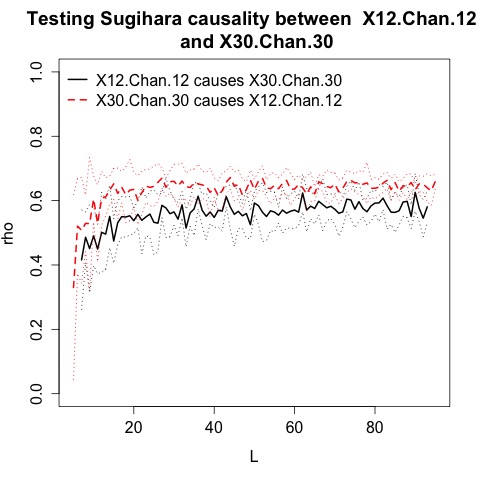 Testing Sugihara causality between  X12.Chan.12
and X30.Chan.30
X12.Chan.12 causes X30.Chan.30
X30.Chan.30 causes X12.Chan.12
1.0
0.8
0.6
0.4
0.2
0.0
rho
20 40 60 80
L